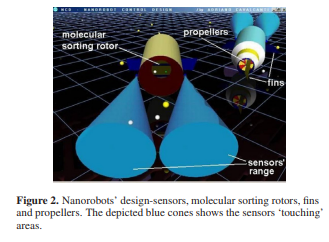 NCD NANOROBOT CONTROL DESIGN
molecular
sorting rotor
propellers
fins
sensors'
range
Figure 2. Nanorobots' design-sensors, molecular sorting rotors, fins
and propellers. The depicted blue cones shows the sensors 'touching'
areas.